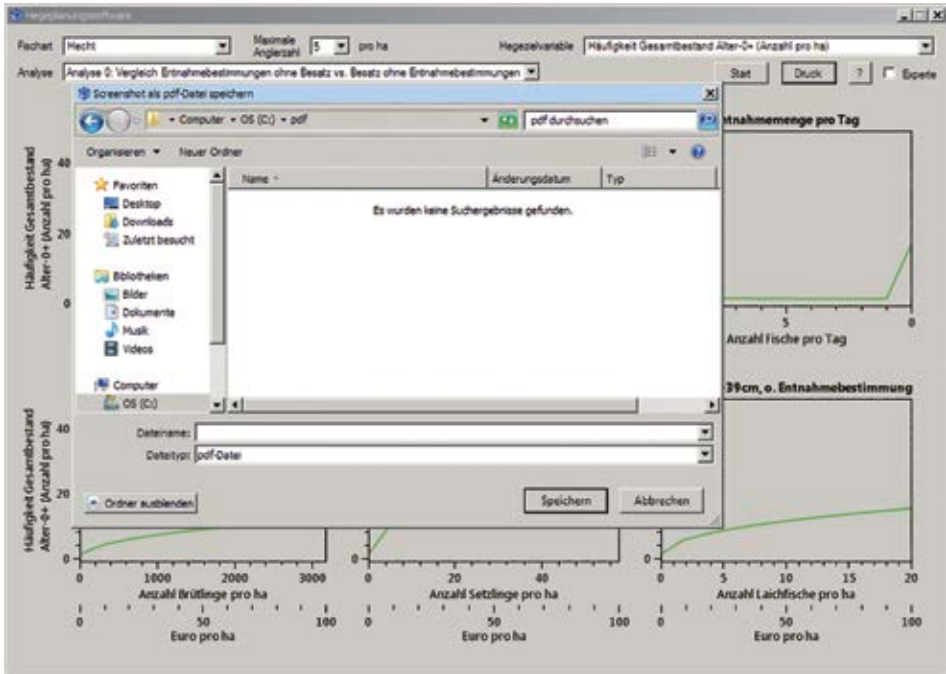 Hegeplanungssoftware
Fischart Hecht Maximale Anglerzahl 5 pro ha Hegezielvariable Häufigkeit Gesamtbestand Alter-0+ (Anzahl pro ha)
Analyse Analyse 0: Vergleich Entnahmebestimmungen ohne Besatz vs. Besatz ohne Entnahmebestimmungen Start Druck ? Experte
Screenshot als pdf-Datei speichern
Computer OS (C:) pdf pdf durchsuchen
Organisieren Neuer Ordner
Favoriten
Desktop
Downloads
Zuletzt besucht
Bibliotheken
Bilder
Dokumente
Musik
Videos
Computer
OS (C:)
Name Änderungsdatum Typ
Es wurden keine Suchergebnisse gefunden.
Dateiname:
Dateityp: pdf-Datei
Ordner ausblenden Speichern Abbrechen
ntnahmemenge pro Tag
Häufigkeit Gesamtbestand
Alter-0+ (Anzahl pro ha)
40
20
0
5 0
Anzahl Fische pro Tag
39cm, o. Entnahmebestimmung
Häufigkeit Gesamtbestand
Alter-0+ (Anzahl pro ha)
40
20
0
0 1000 2000 3000
Anzahl Brütlinge pro ha
0 50 100
Euro pro ha
0
0 20 40
Anzahl Setzlinge pro ha
0 50 100
Euro pro ha
0
0 5 10 15 20
Anzahl Laichfische pro ha
0 50 100
Euro pro ha